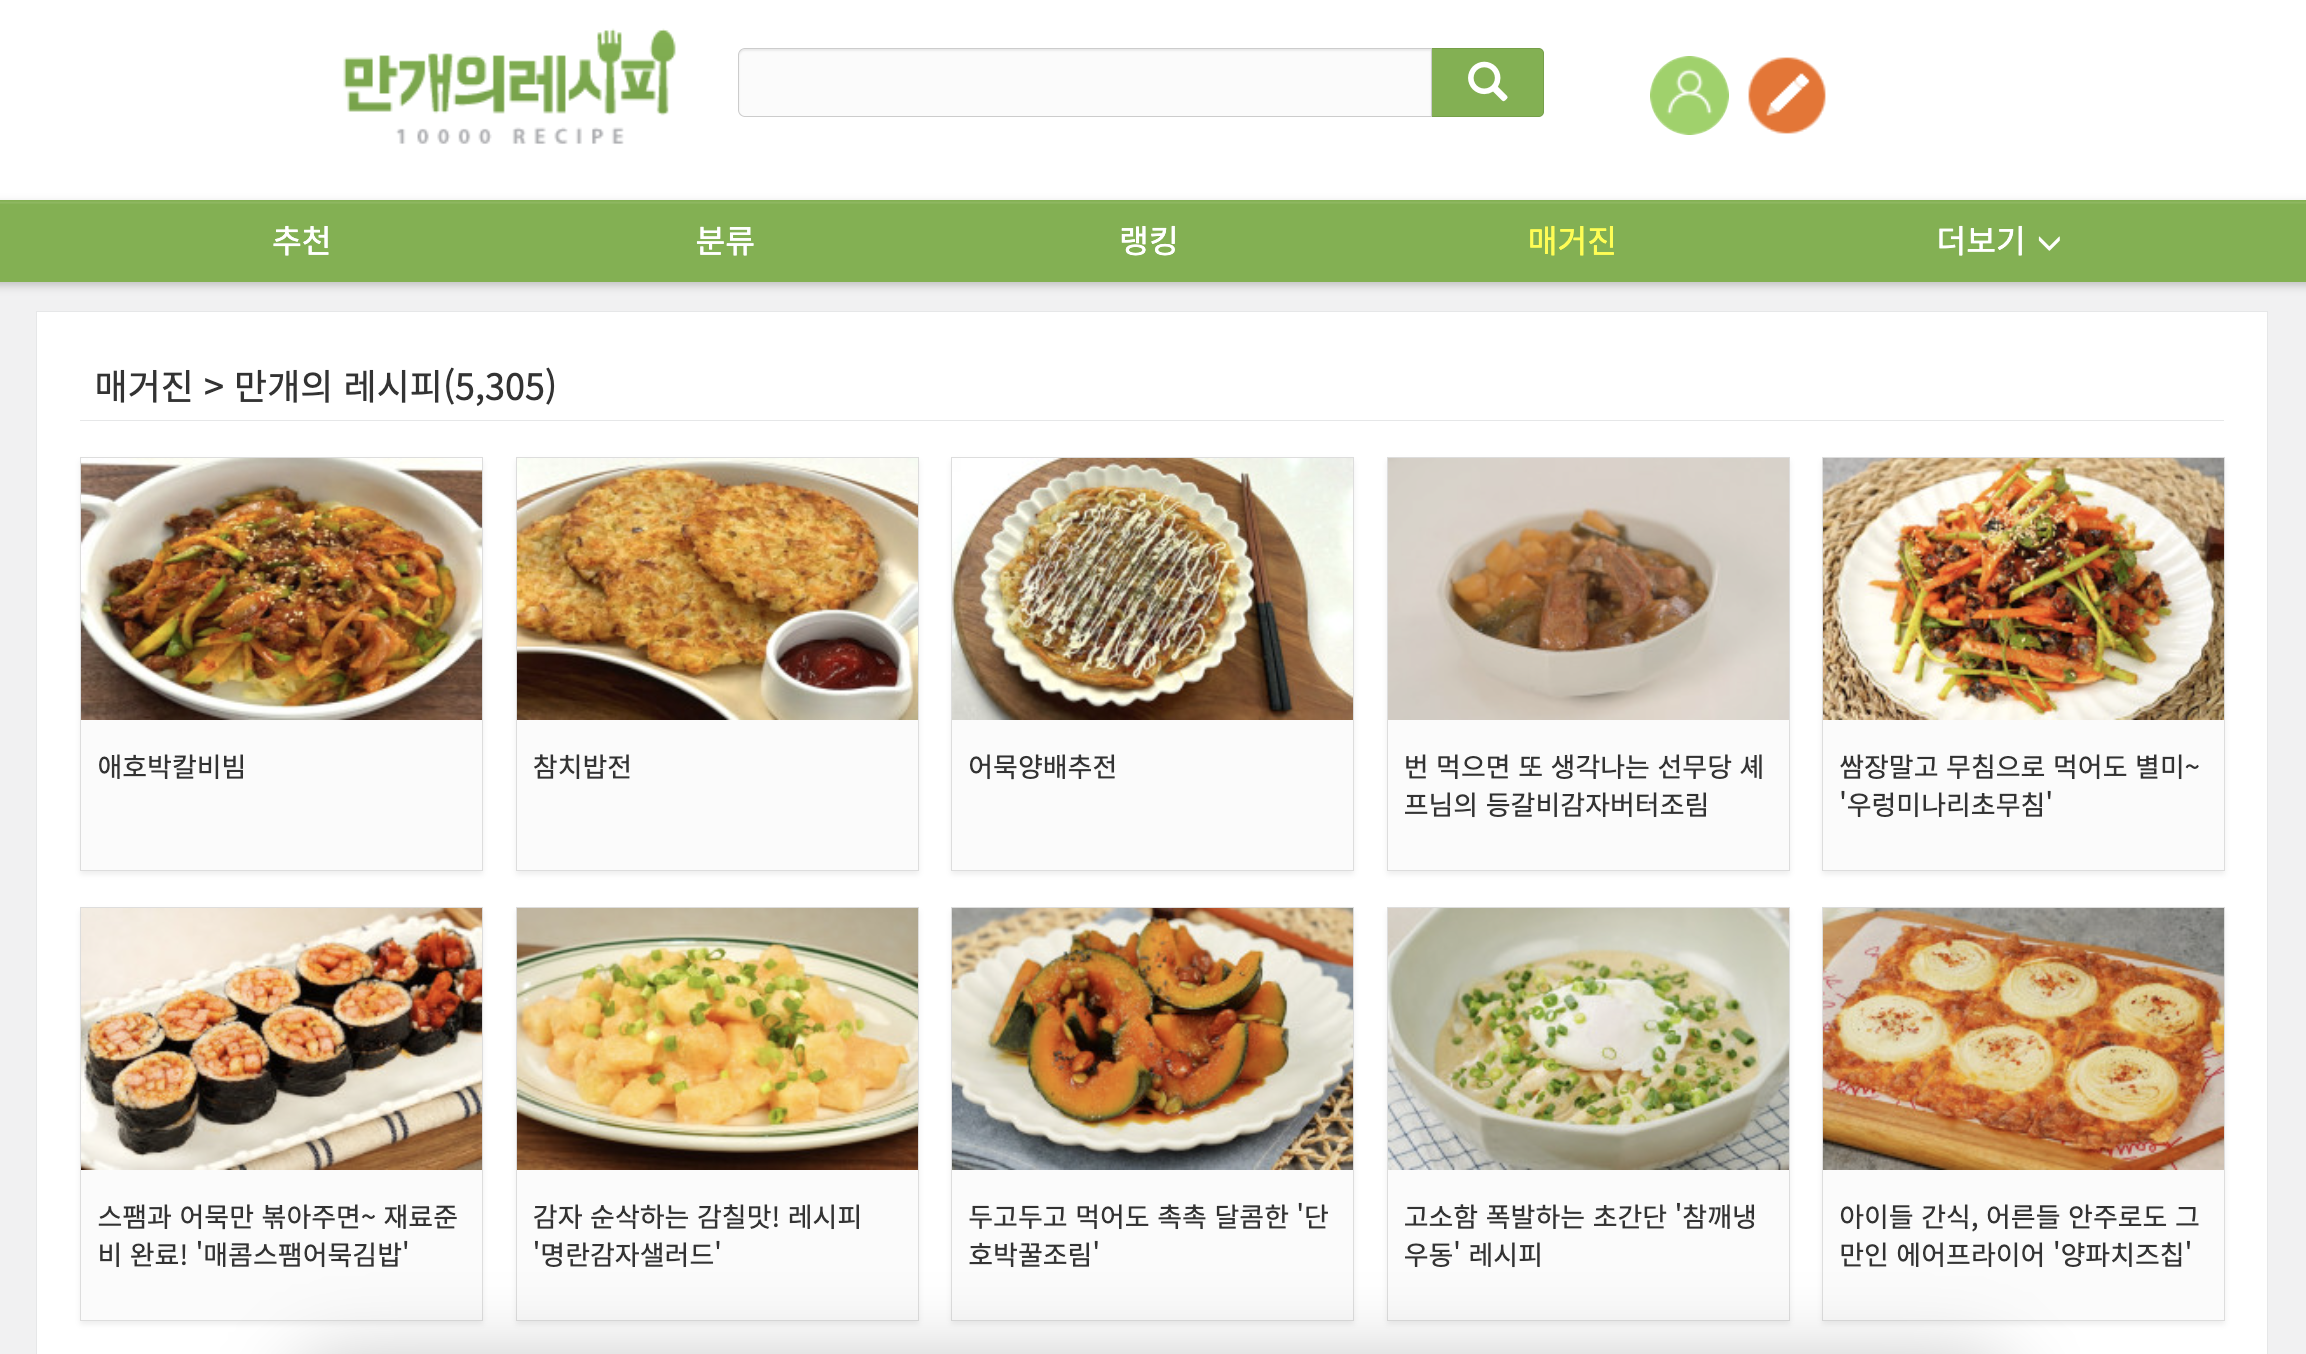 만개의레시피
10000 RECIPE
추천
분류
랭킹
매거진
더보기
매거진 > 만개의 레시피(5,305)
애호박칼비빔
참치밥전
어묵양배추전
번 먹으면 또 생각나는 선무당 셰
프님의 등갈비감자버터조림
쌈장말고 무침으로 먹어도 별미~
'우렁미나리초무침'
스팸과 어묵만 볶아주면~ 재료준
비 완료! '매콤스팸어묵김밥'
감자 순삭하는 감칠맛! 레시피
'명란감자샐러드'
두고두고 먹어도 촉촉 달콤한 '단
호박꿀조림'
고소함 폭발하는 초간단 '참깨냉
우동' 레시피
아이들 간식, 어른들 안주로도 그
만인 에어프라이어 '양파치즈칩'